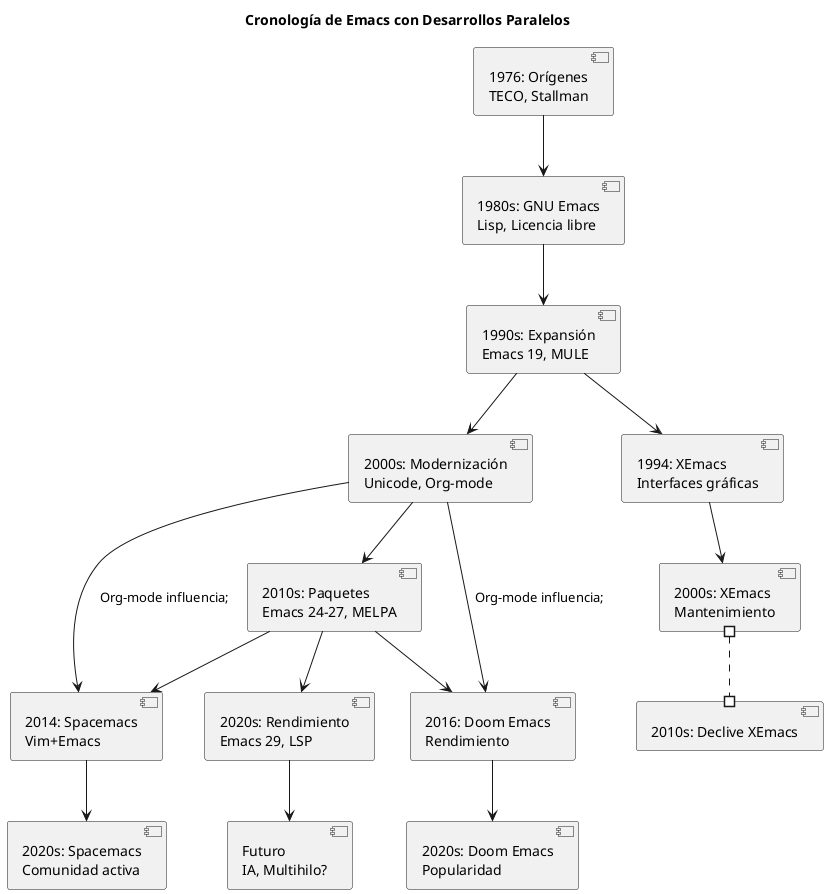 Cronología de Emacs con Desarrollos Paralelos
1976: Orígenes
TECO, Stallman
1980s: GNU Emacs
Lisp, Licencia libre
1990s: Expansión
Emacs 19, MULE
2000s: Modernización
Unicode, Org-mode
1994: XEmacs
Interfaces gráficas
Org-mode influencia;
2010s: Paquetes
Emacs 24-27, MELPA
Org-mode influencia;
2000s: XEmacs
Mantenimiento
2014: Spacemacs
Vim+Emacs
2020s: Rendimiento
Emacs 29, LSP
2016: Doom Emacs
Rendimiento
2010s: Declive XEmacs
2020s: Spacemacs
Comunidad activa
Futuro
IA, Multihilo?
2020s: Doom Emacs
Popularidad